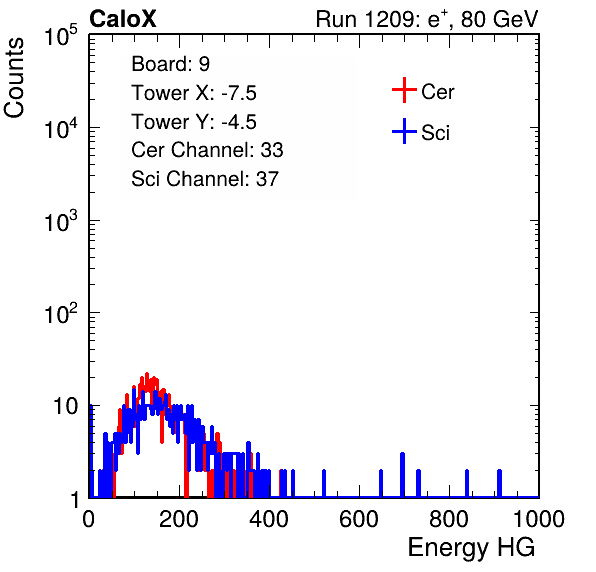 CaloX Run 1209: e⁺, 80 GeV
Counts
10⁵
10⁴
10³
10²
10
1
Board: 9
Tower X: -7.5
Tower Y: -4.5
Cer Channel: 33
Sci Channel: 37
Cer
Sci
0 200 400 600 800 1000
Energy HG